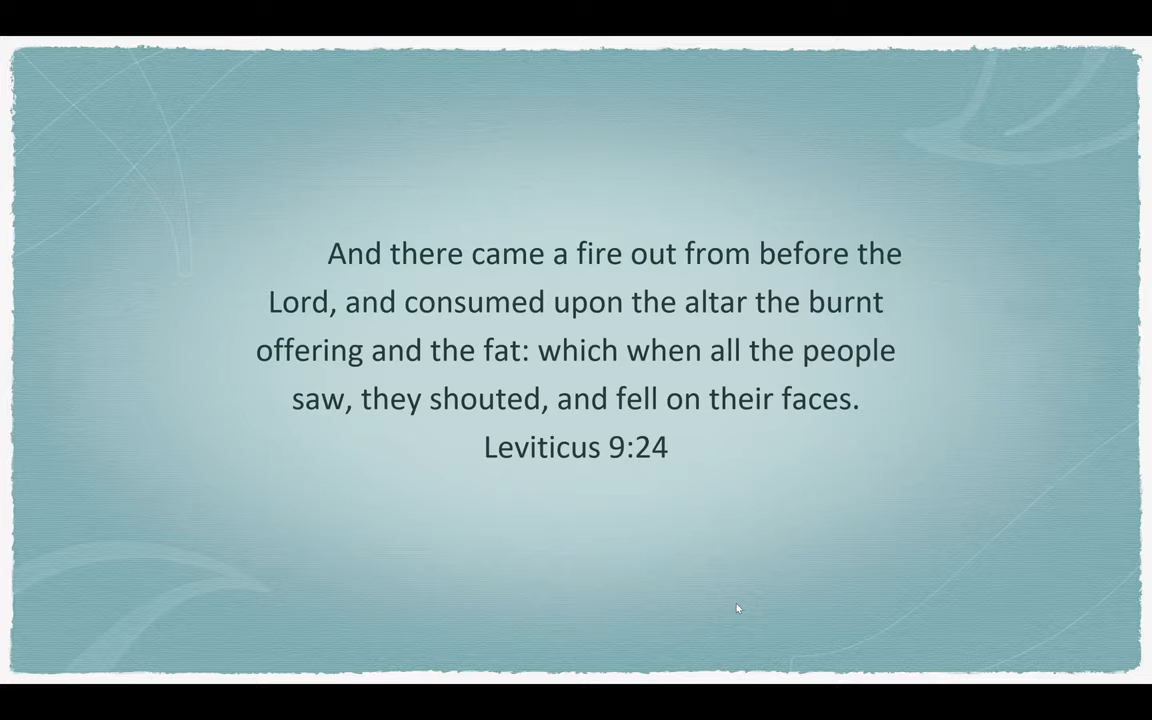 And there came a fire out from before the
Lord, and consumed upon the altar the burnt
offering and the fat: which when all the people
saw, they shouted, and fell on their faces.
Leviticus 9:24